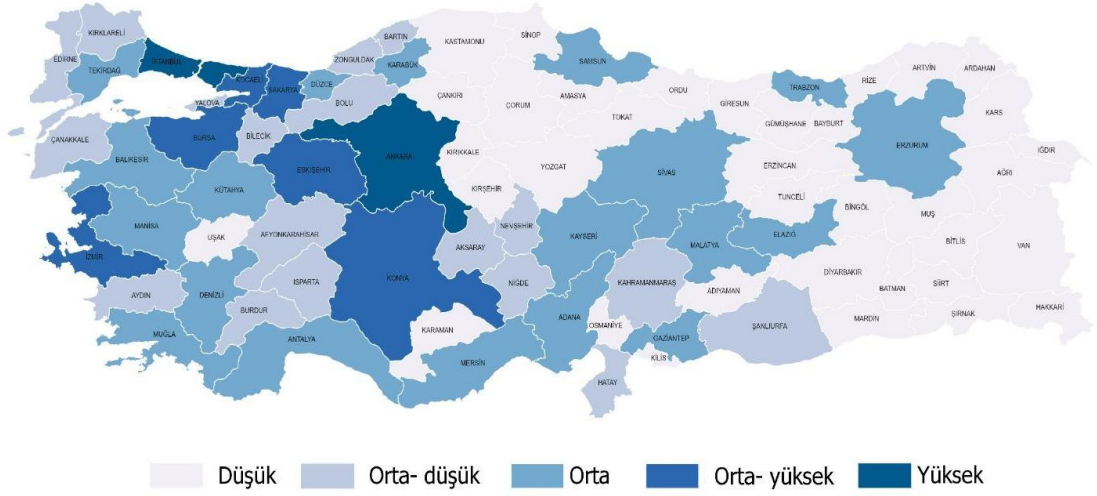 KIRKLARELİ
EDİRNE
TEKİRDAĞ
İSTANBUL
KOCAELİ
SAKARYA
DÜZCE
ZONGULDAK
BARTIN
KARABÜK
KASTAMONU
SİNOP
SAMSUN
YALOVA
BOLU
ÇANKIRI
ÇORUM
AMASYA
ORDU
GİRESUN
TRABZON
RİZE
ARTVİN
ARDAHAN
ÇANAKKALE
BURSA
BİLECİK
TOKAT
GÜMÜŞHANE
BAYBURT
KARS
BALIKESİR
ESKİŞEHİR
ANKARA
KIRIKKALE
YOZGAT
SİVAS
ERZİNCAN
ERZURUM
IĞDIR
AĞRI
KÜTAHYA
KIRŞEHİR
TUNCELİ
BİNGÖL
MUŞ
MANİSA
UŞAK
AFYONKARAHİSAR
NEVŞEHİR
KAYSERİ
MALATYA
ELAZIĞ
BİTLİS
VAN
İZMİR
AKSARAY
KONYA
ISPARTA
NİĞDE
KAHRAMANMARAŞ
DİYARBAKIR
SİİRT
BATMAN
AYDIN
DENİZLİ
BURDUR
ADIYAMAN
MARDİN
ŞIRNAK
HAKKARİ
MUĞLA
ANTALYA
KARAMAN
MERSİN
ADANA
OSMANİYE
GAZİANTEP
KİLİS
ŞANLIURFA
HATAY
Düşük Orta- düşük Orta Orta- yüksek Yüksek